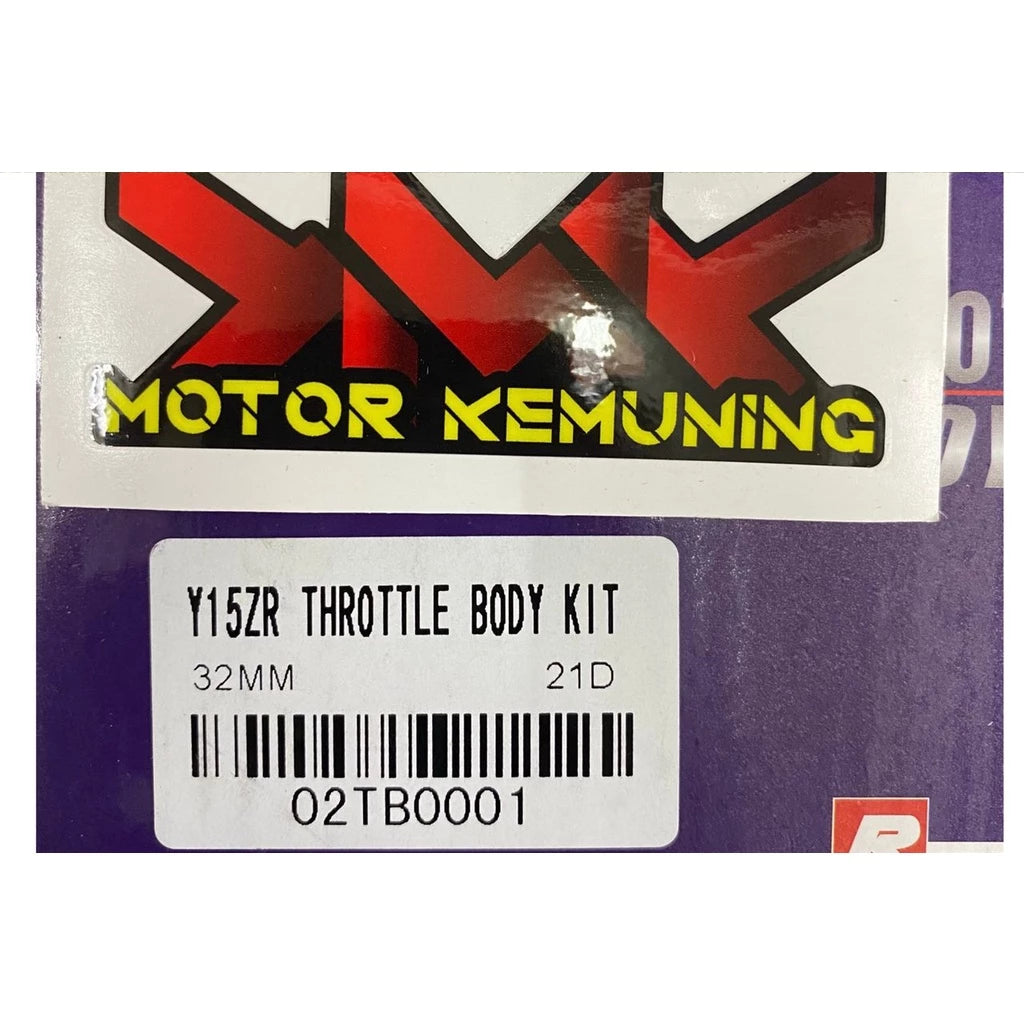 MOTOR KEMUNING
Y15ZR THROTTLE BODY KIT
32MM 21D
02TB0001